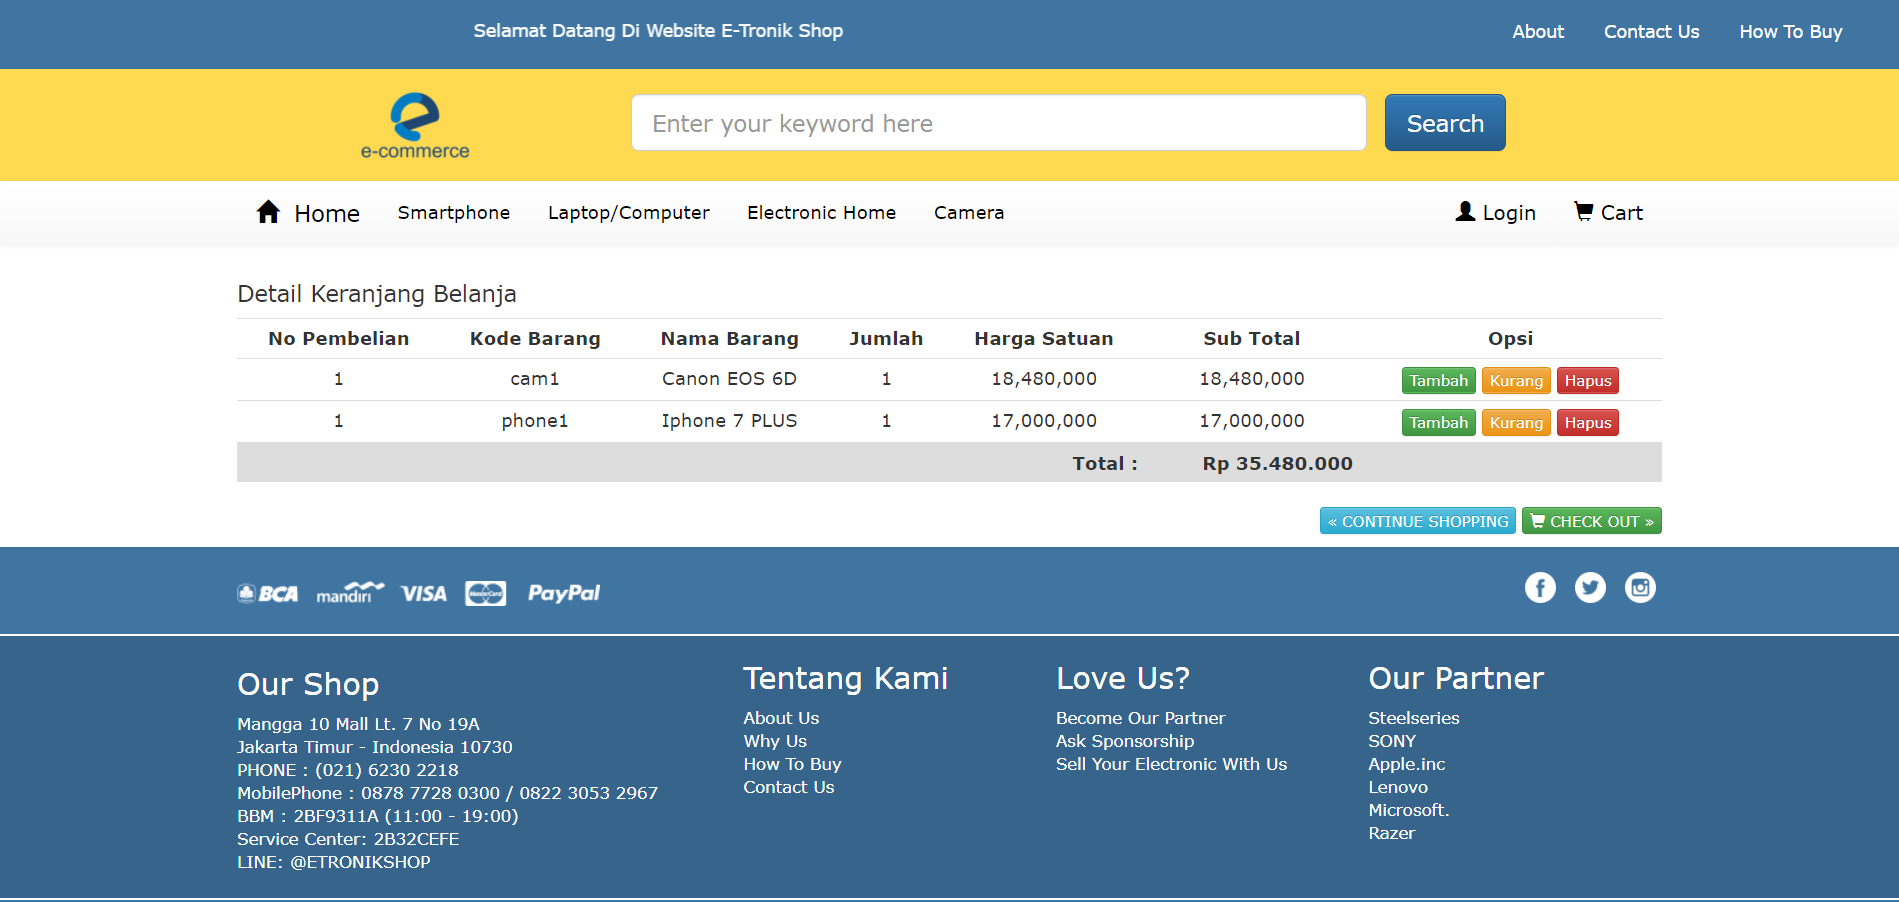 Selamat Datang Di Website E-Tronik Shop About Contact Us How To Buy
e-commerce
Enter your keyword here Search
Home Smartphone Laptop/Computer Electronic Home Camera Login Cart
Detail Keranjang Belanja
No Pembelian Kode Barang Nama Barang Jumlah Harga Satuan Sub Total Opsi
1 cam1 Canon EOS 6D 1 18,480,000 18,480,000 Tambah Kurang Hapus
1 phone1 Iphone 7 PLUS 1 17,000,000 17,000,000 Tambah Kurang Hapus
Total : Rp 35.480.000
« CONTINUE SHOPPING CHECK OUT »
BCA mandiri VISA MasterCard PayPal
Our Shop
Mangga 10 Mall Lt. 7 No 19A
Jakarta Timur - Indonesia 10730
PHONE : (021) 6230 2218
MobilePhone : 0878 7728 0300 / 0822 3053 2967
BBM : 2BF9311A (11:00 - 19:00)
Service Center: 2B32CEFE
LINE: @ETRONIKSHOP
Tentang Kami
About Us
Why Us
How To Buy
Contact Us
Love Us?
Become Our Partner
Ask Sponsorship
Sell Your Electronic With Us
Our Partner
Steelseries
SONY
Apple.inc
Lenovo
Microsoft.
Razer